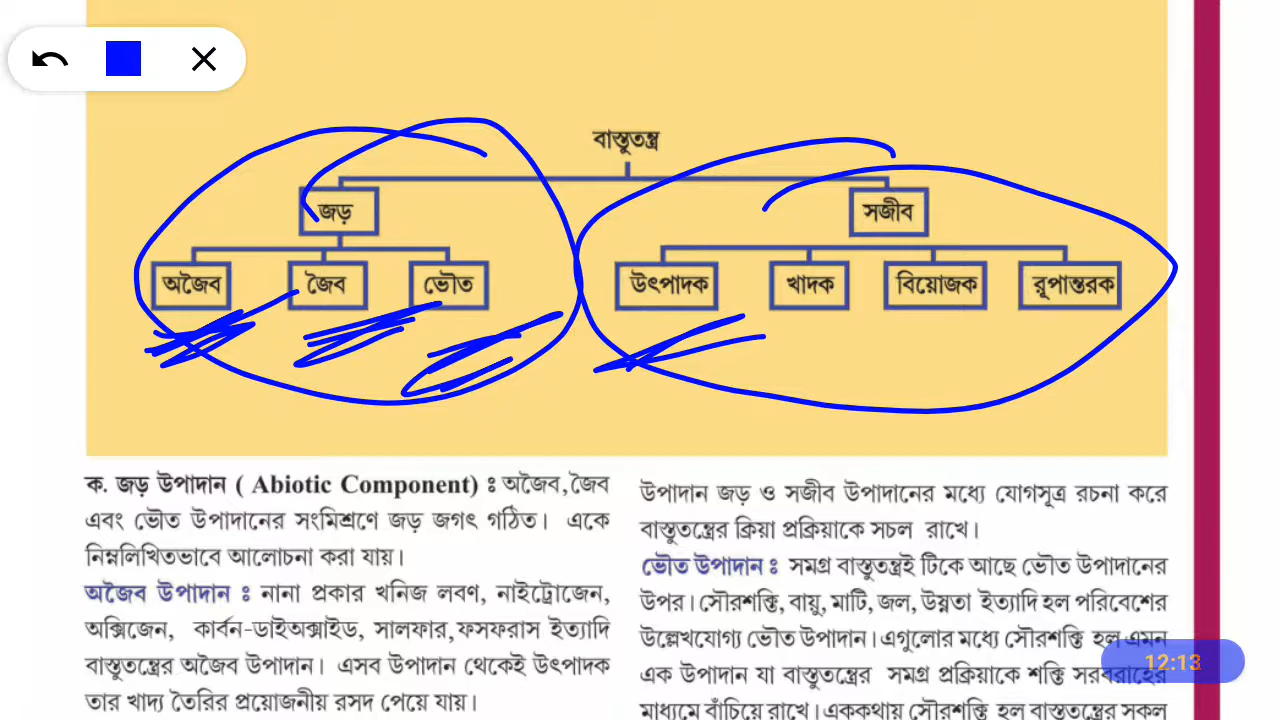 বাস্তুতন্ত্র
জড়
সজীব
অজৈব
জৈব
ভৌত
উৎপাদক
খাদক
বিয়োজক
রূপান্তরক
ক. জড় উপাদান ( Abiotic Component) ঃ অজৈব, জৈব
এবং ভৌত উপাদানের সংমিশ্রণে জড় জগৎ গঠিত। একে
নিম্নলিখিতভাবে আলোচনা করা যায়।
অজৈব উপাদান ঃ নানা প্রকার খনিজ লবণ, নাইট্রোজেন,
অক্সিজেন, কার্বন-ডাইঅক্সাইড, সালফার, ফসফরাস ইত্যাদি
বাস্তুতন্ত্রের অজৈব উপাদান। এসব উপাদান থেকেই উৎপাদক
তার খাদ্য তৈরির প্রয়োজনীয় রসদ পেয়ে যায়।
উপাদান জড় ও সজীব উপাদানের মধ্যে যোগসূত্র রচনা করে
বাস্তুতন্ত্রের ক্রিয়া প্রক্রিয়াকে সচল রাখে।
ভৌত উপাদান ঃ সমগ্র বাস্তুতন্ত্রই টিকে আছে ভৌত উপাদানের
উপর। সৌরশক্তি, বায়ু, মাটি, জল, উষ্ণতা ইত্যাদি হল পরিবেশের
উল্লেখযোগ্য ভৌত উপাদান। এগুলোর মধ্যে সৌরশক্তি হল এমন
এক উপাদান যা বাস্তুতন্ত্রের সমগ্র প্রক্রিয়াকে শক্তি সরবরাহের
মাধ্যমে বাঁচিয়ে রাখে। এককথায় সৌরশক্তি হল বাস্তুতন্ত্রের সকল
12:13